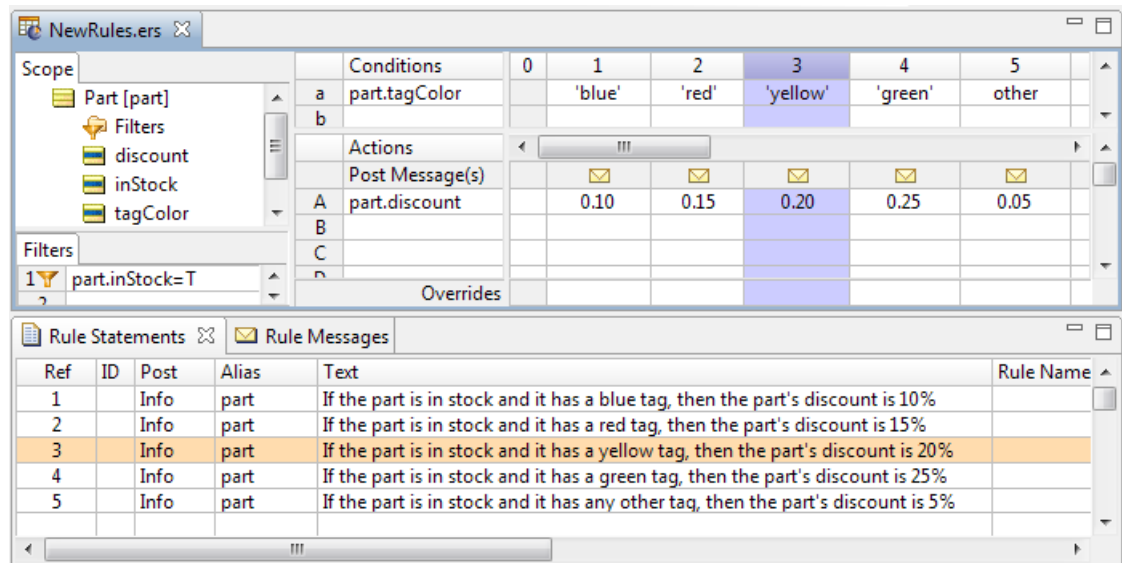 NewRules.ers
Scope
Part [part]
Filters
discount
inStock
tagColor
Filters
1 part.inStock=T
2
Conditions 0 1 2 3 4 5
a part.tagColor 'blue' 'red' 'yellow' 'green' other
b
Actions
Post Message(s)
A part.discount 0.10 0.15 0.20 0.25 0.05
B
C
D
Overrides
Rule Statements Rule Messages
Ref ID Post Alias Text Rule Name
1 Info part If the part is in stock and it has a blue tag, then the part's discount is 10%
2 Info part If the part is in stock and it has a red tag, then the part's discount is 15%
3 Info part If the part is in stock and it has a yellow tag, then the part's discount is 20%
4 Info part If the part is in stock and it has a green tag, then the part's discount is 25%
5 Info part If the part is in stock and it has any other tag, then the part's discount is 5%